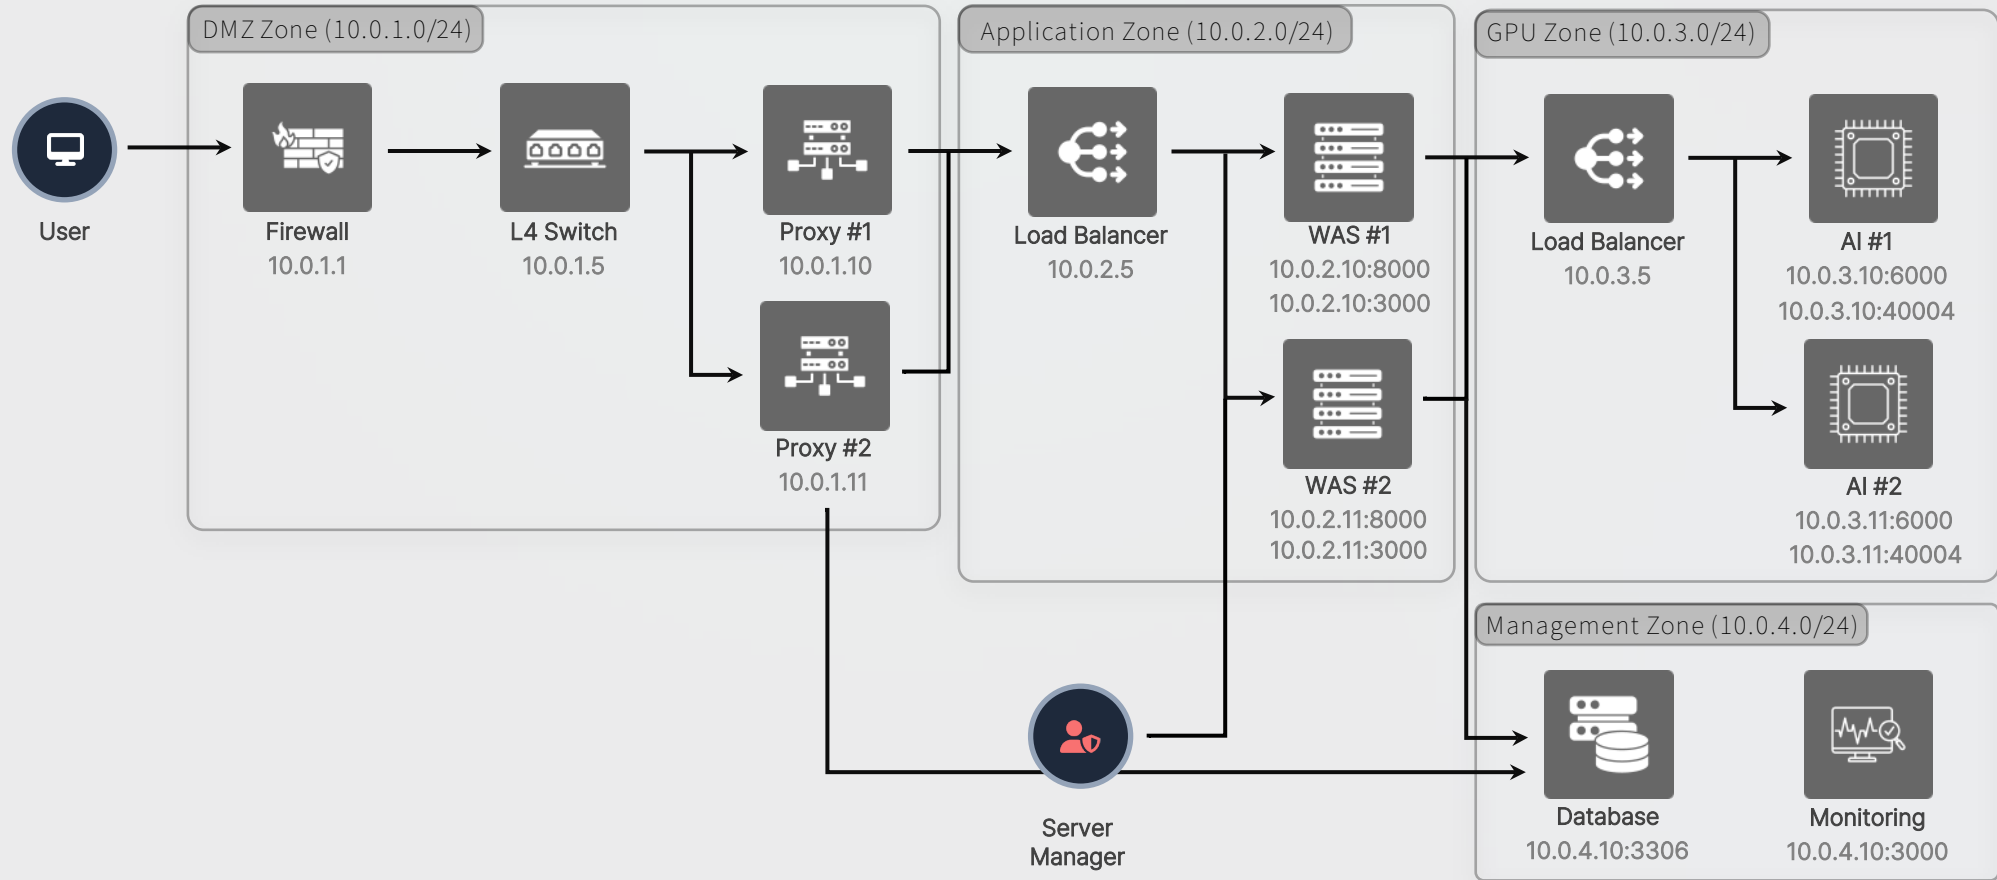 DMZ Zone (10.0.1.0/24)
Application Zone (10.0.2.0/24)
GPU Zone (10.0.3.0/24)
User
Firewall
10.0.1.1
L4 Switch
10.0.1.5
Proxy #1
10.0.1.10
Proxy #2
10.0.1.11
Load Balancer
10.0.2.5
WAS #1
10.0.2.10:8000
10.0.2.10:3000
WAS #2
10.0.2.11:8000
10.0.2.11:3000
Load Balancer
10.0.3.5
AI #1
10.0.3.10:6000
10.0.3.10:40004
AI #2
10.0.3.11:6000
10.0.3.11:40004
Management Zone (10.0.4.0/24)
Server
Manager
Database
10.0.4.10:3306
Monitoring
10.0.4.10:3000